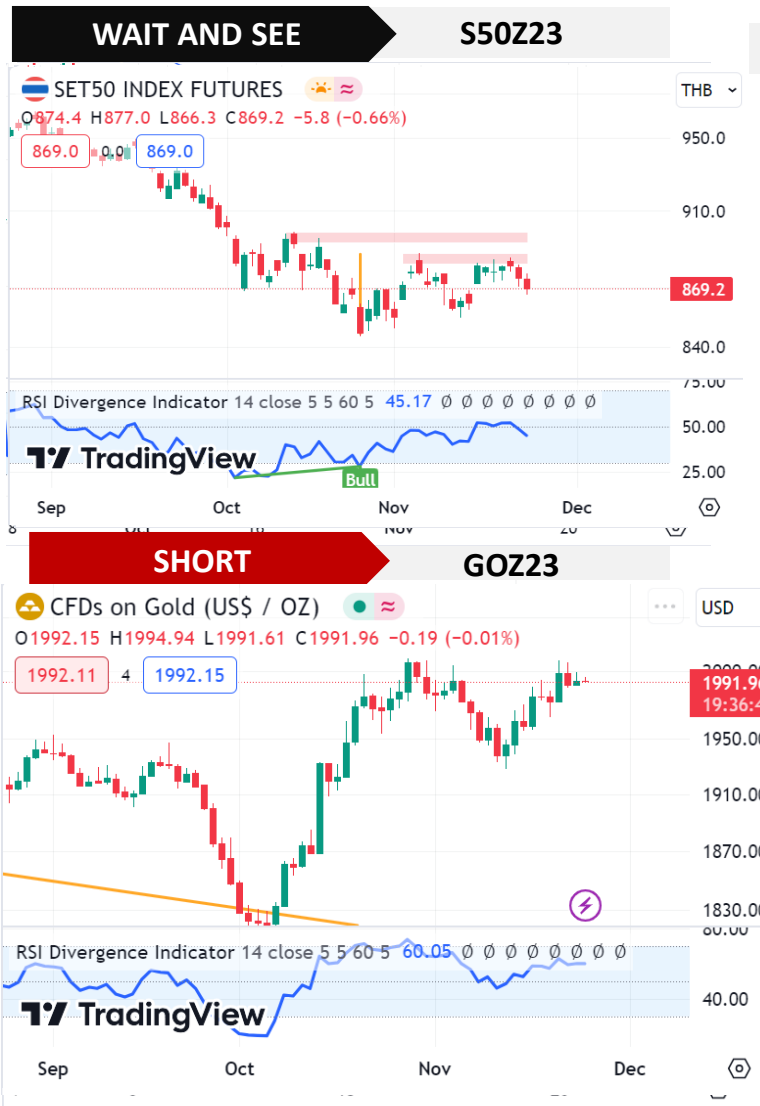 WAIT AND SEE
S50Z23
SET50 INDEX FUTURES
THB
O874.4 H877.0 L866.3 C869.2 −5.8 (−0.66%)
869.0 0.0 869.0
950.0
910.0
869.2
840.0
75.00
RSI Divergence Indicator 14 close 5 5 60 5 45.17 Ø Ø Ø Ø Ø Ø Ø Ø
50.00
TradingView
25.00
Bull
Sep Oct Nov Dec
SHORT
GOZ23
CFDs on Gold (US$ / OZ)
USD
O1992.15 H1994.94 L1991.61 C1991.96 −0.19 (−0.01%)
1992.11 4 1992.15
1991.96
19:36:4
1950.00
1910.00
1870.00
1830.00
80.00
RSI Divergence Indicator 14 close 5 5 60 5 60.05 Ø Ø Ø Ø Ø Ø Ø Ø
40.00
TradingView
Sep Oct Nov Dec